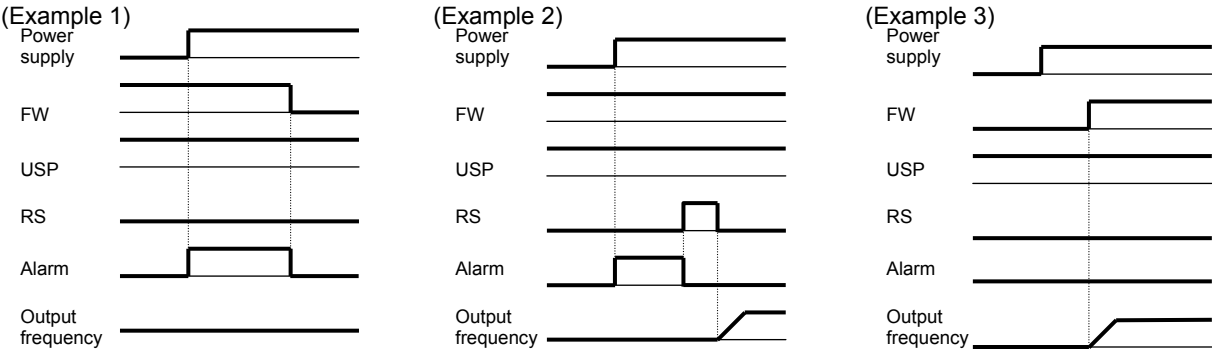 (Example 1)
Power
supply
FW
USP
RS
Alarm
Output
frequency
(Example 2)
Power
supply
FW
USP
RS
Alarm
Output
frequency
(Example 3)
Power
supply
FW
USP
RS
Alarm
Output
frequency